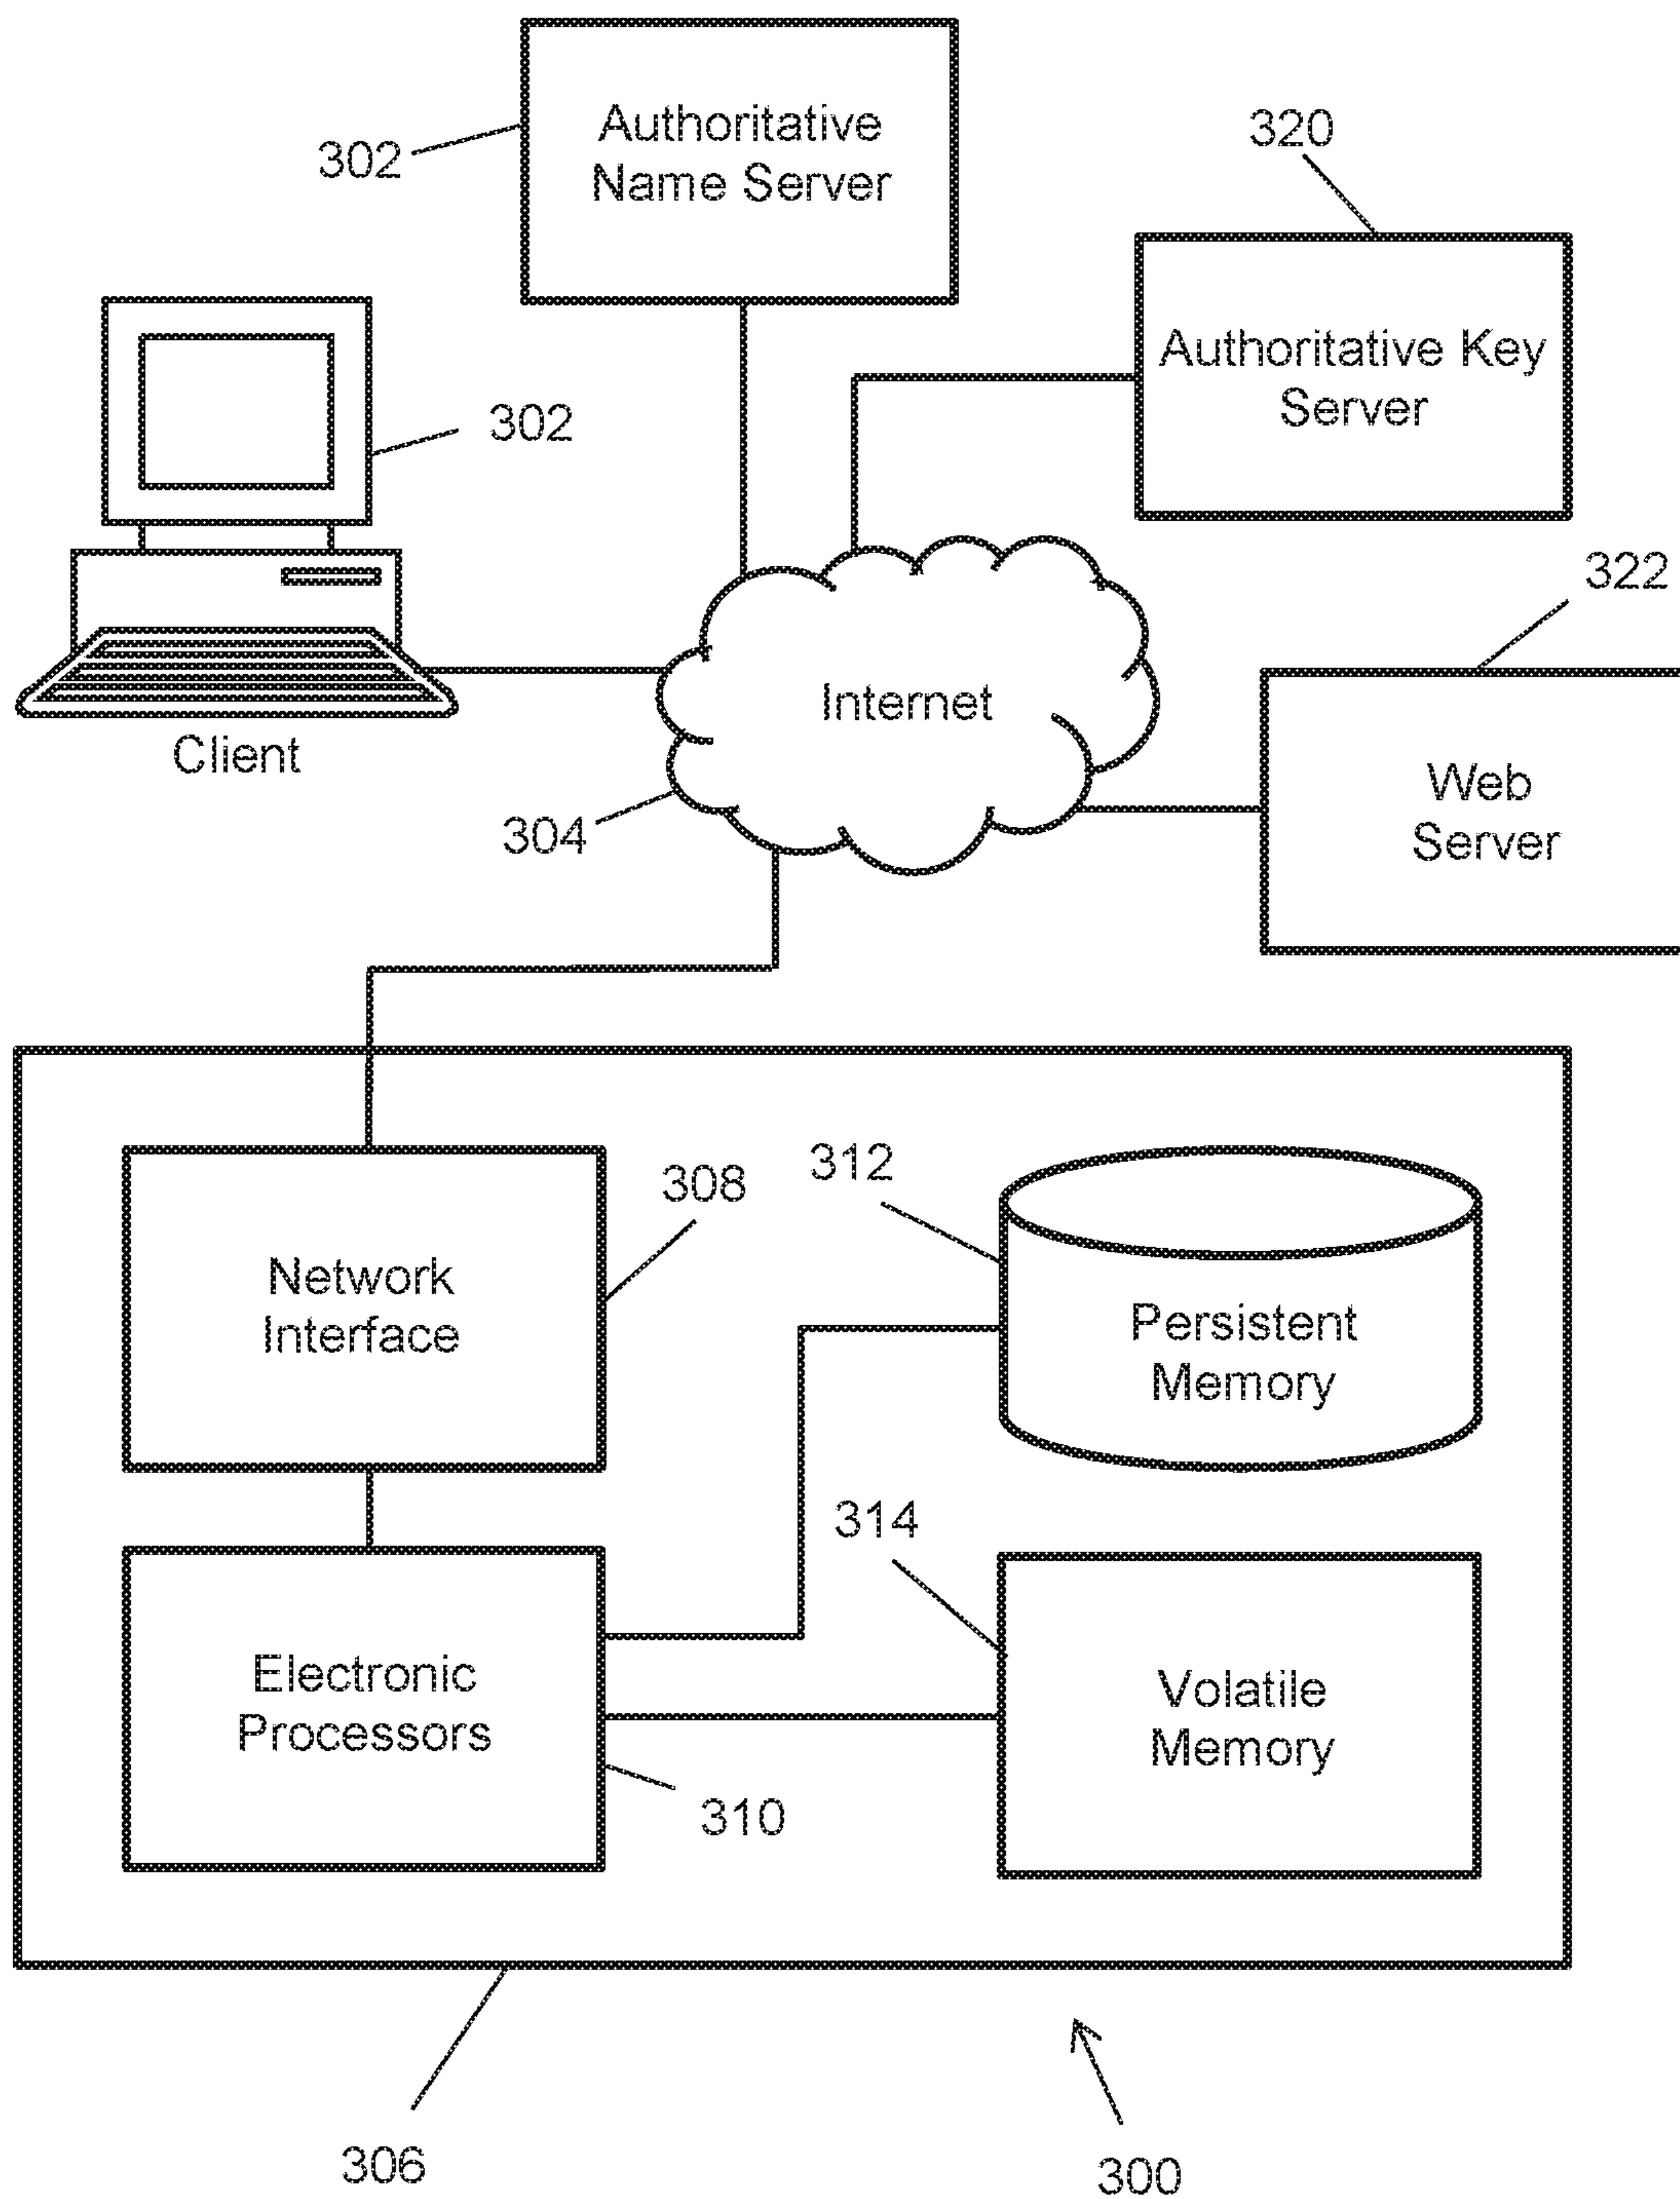 Authoritative
Name Server
302
320
Authoritative Key
Server
302
322
Client
Internet
304
Web
Server
Network
Interface
308
312
Persistent
Memory
314
Electronic
Processors
310
Volatile
Memory
306
300